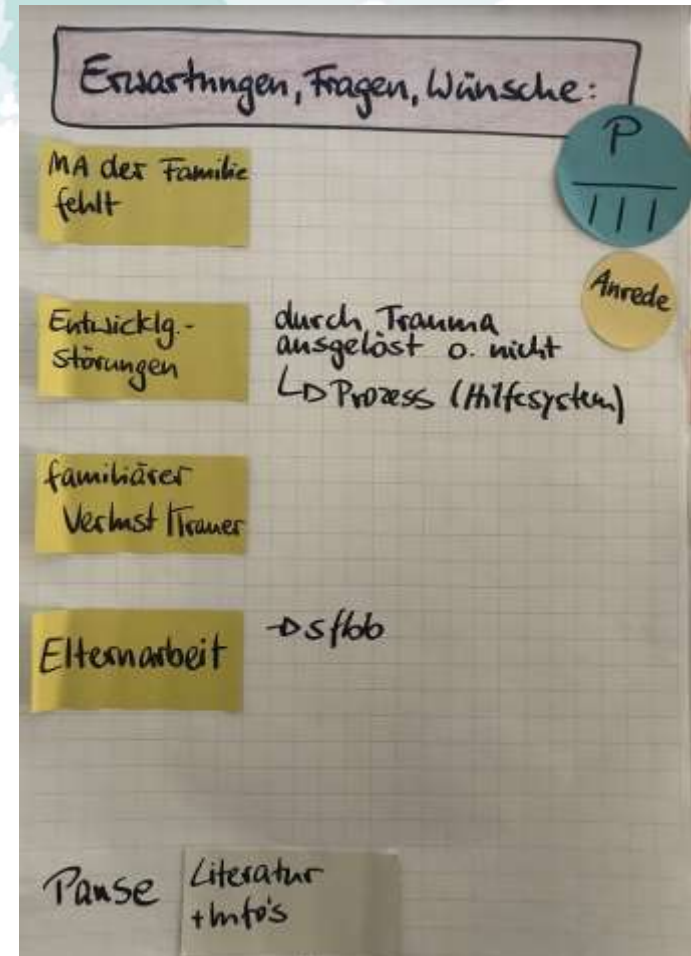 Erwartungen, Fragen, Wünsche:
P
III
Anrede
MA der Familie
fehlt
Entwicklg.-
störungen
durch Trauma
ausgelöst o. nicht
↳ Prozess (Hilfesystem)
familiärer
Verlust/Trauer
Elternarbeit
→ sfbb
Pause
Literatur
+Info's